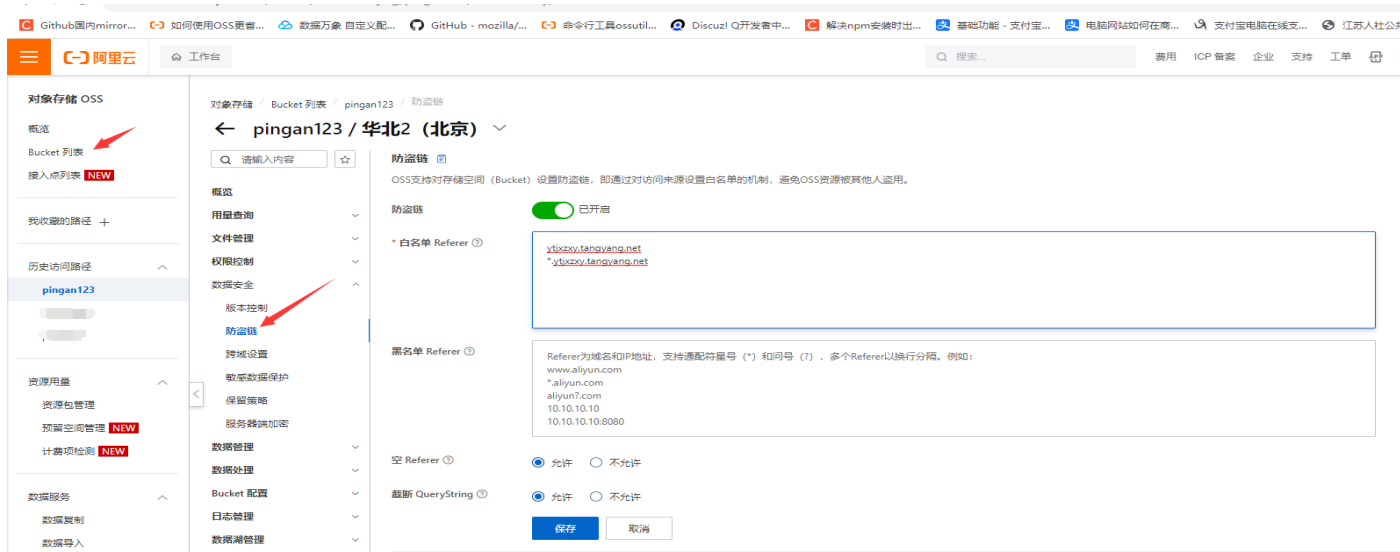 Github国内mirror... 如何使用OSS更省... 数据万象 自定义配... GitHub - mozilla/... 命令行工具ossutil... Discuz! Q开发者中... 解决npm安装时出... 基础功能 - 支付宝... 电脑网站如何在商... 支付宝电脑在线支... 江苏人社公
阿里云 工作台 搜索... 费用 ICP 备案 企业 支持 工单
对象存储 OSS
概览
Bucket 列表
接入点列表 NEW
我收藏的路径 +
历史访问路径
pingan123
资源用量
资源包管理
预留空间管理 NEW
计费项检测 NEW
数据服务
数据复制
数据导入
对象存储 / Bucket 列表 / pingan123 / 防盗链
← pingan123 / 华北2（北京）
请输入内容
概览
用量查询
文件管理
权限控制
数据安全
版本控制
防盗链
跨域设置
敏感数据保护
保留策略
服务器端加密
数据管理
数据处理
Bucket 配置
日志管理
数据湖管理
防盗链
OSS支持对存储空间（Bucket）设置防盗链，即通过对访问来源设置白名单的机制，避免OSS资源被其他人盗用。
防盗链 已开启
* 白名单 Referer
ytjxzxy.tangyang.net
*.ytjxzxy.tangyang.net
黑名单 Referer
Referer为域名和IP地址，支持通配符星号（*）和问号（?），多个Referer以换行分隔。例如：
www.aliyun.com
*.aliyun.com
aliyun?.com
10.10.10.10
10.10.10.10:8080
空 Referer 允许 不允许
截断 QueryString 允许 不允许
保存 取消